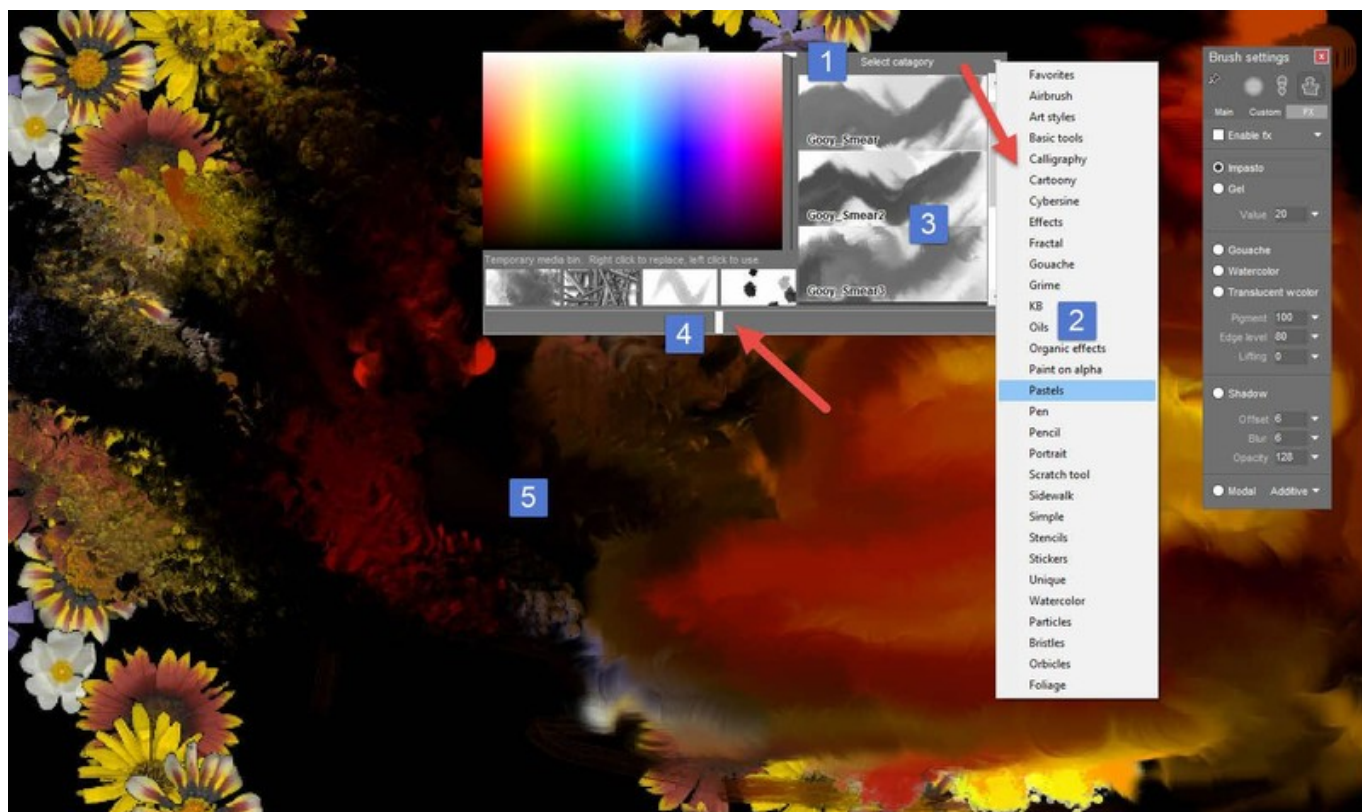 1
Select catagory
Gooy_Smear
Gooy_Smear2
3
Gooy_Smear3
Temporary media bin. Right click to replace, left click to use.
4
5
Favorites
Airbrush
Art styles
Basic tools
Calligraphy
Cartoony
Cybersine
Effects
Fractal
Gouache
Grime
KB
Oils
2
Organic effects
Paint on alpha
Pastels
Pen
Pencil
Portrait
Scratch tool
Sidewalk
Simple
Stencils
Stickers
Unique
Watercolor
Particles
Bristles
Orbicles
Foliage
Brush settings
Main Custom FX
Enable fx
Impasto
Gel
Value 20
Gouache
Watercolor
Translucent wcolor
Pigment 100
Edge level 80
Lifting 0
Shadow
Offset 6
Blur 6
Opacity 128
Modal Additive